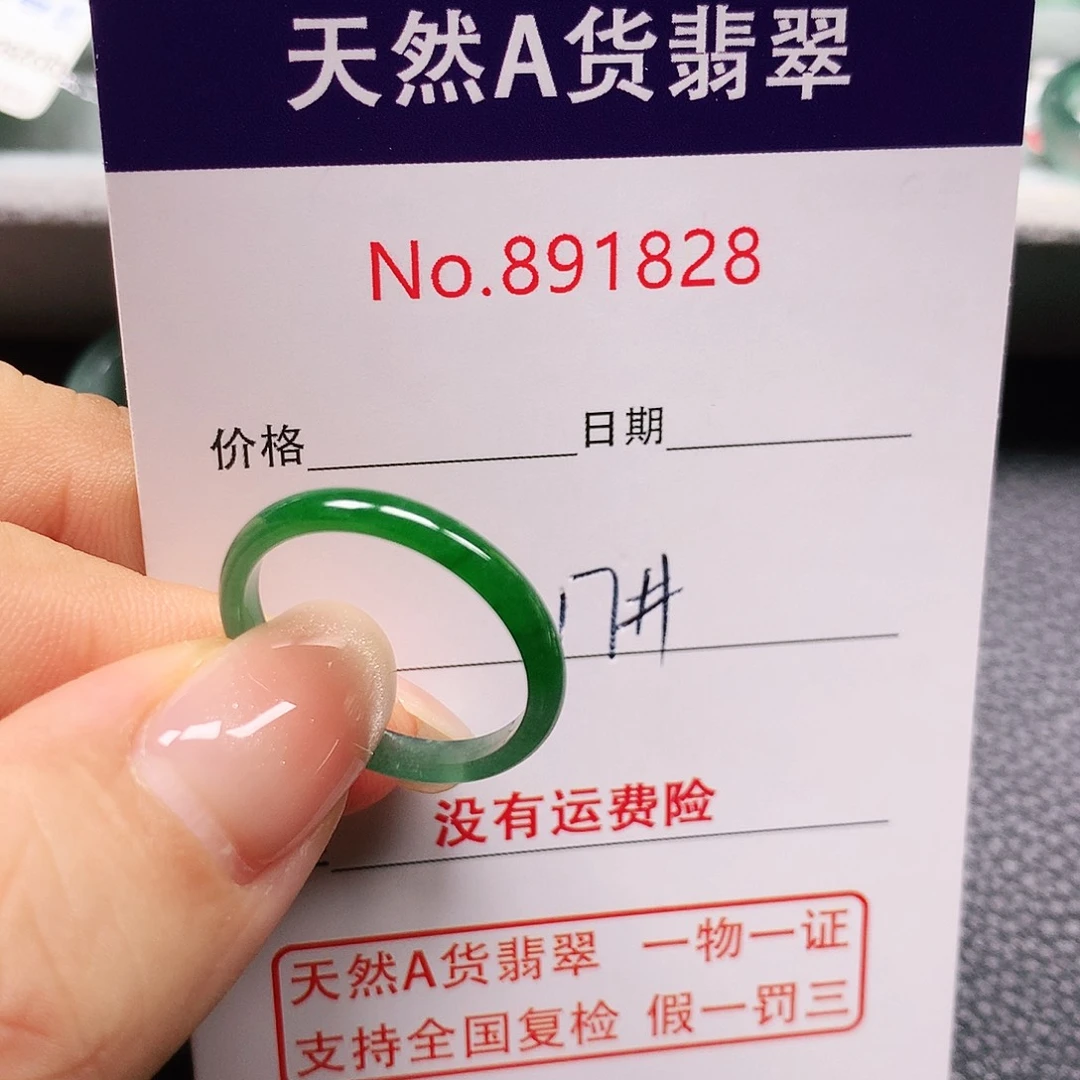 天然A货翡翠
No.891828
价格 日期
17#
没有运费险
天然A货翡翠 一物一证
支持全国复检 假一罚三